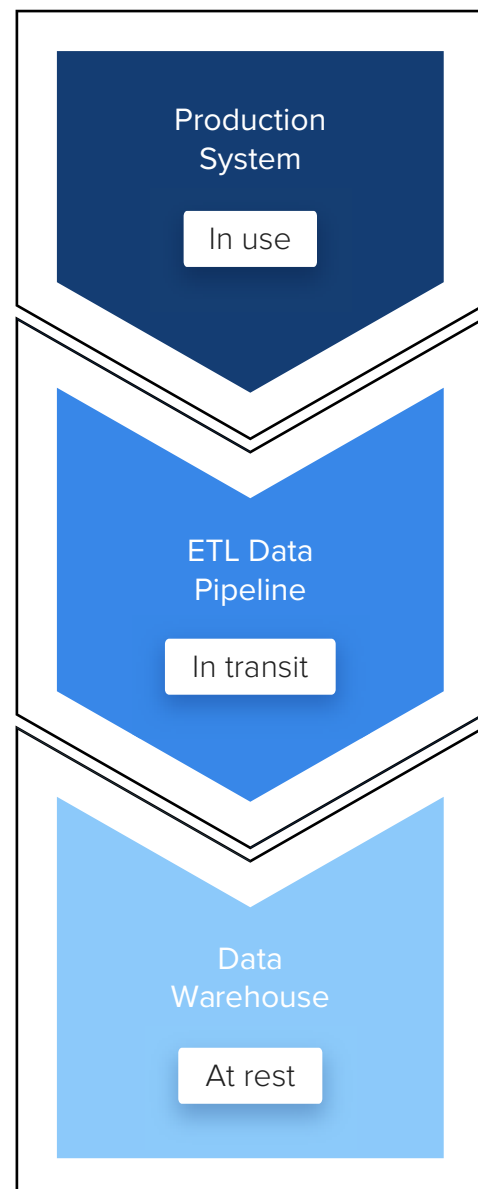 Production
System
In use
ETL Data
Pipeline
In transit
Data
Warehouse
At rest